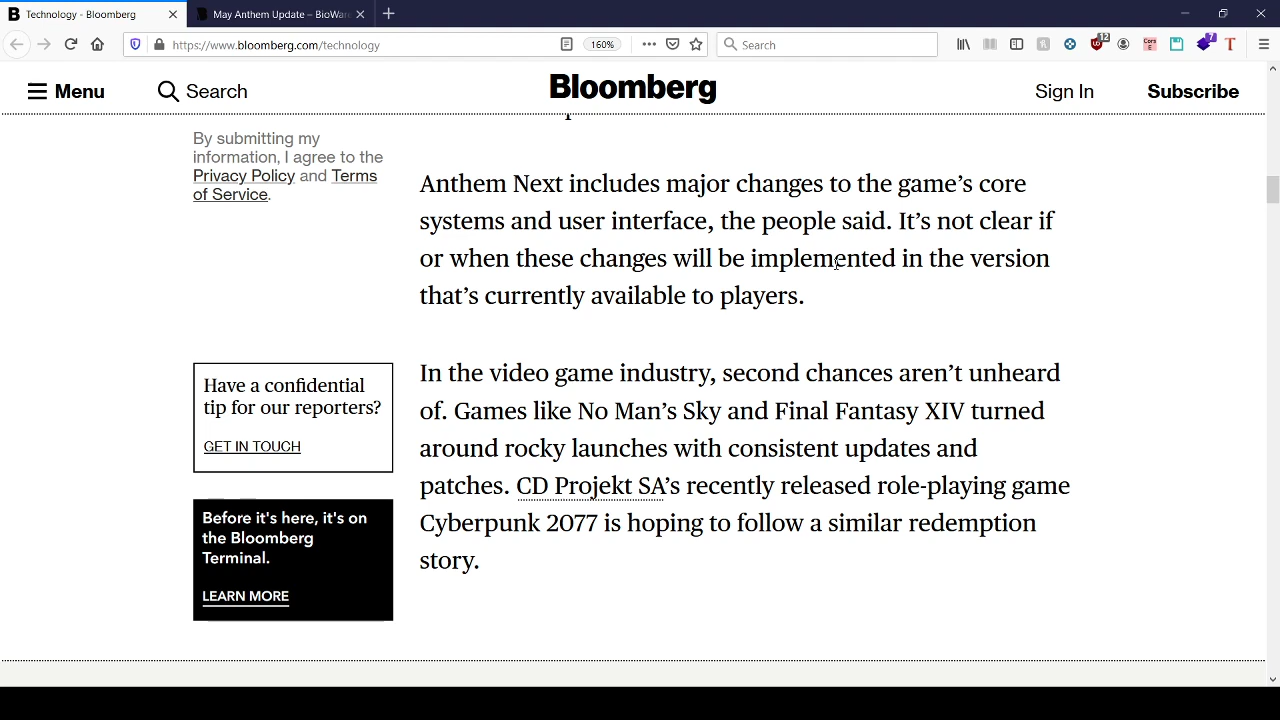 Technology - Bloomberg
May Anthem Update – BioWar
https://www.bloomberg.com/technology
160%
Search
12
7
Menu
Search
Bloomberg
Sign In
Subscribe
By submitting my
information, I agree to the
Privacy Policy and Terms
of Service.
Have a confidential
tip for our reporters?
GET IN TOUCH
Before it's here, it's on
the Bloomberg
Terminal.
LEARN MORE
Anthem Next includes major changes to the game’s core
systems and user interface, the people said. It’s not clear if
or when these changes will be implemented in the version
that’s currently available to players.
In the video game industry, second chances aren’t unheard
of. Games like No Man’s Sky and Final Fantasy XIV turned
around rocky launches with consistent updates and
patches. CD Projekt SA’s recently released role-playing game
Cyberpunk 2077 is hoping to follow a similar redemption
story.